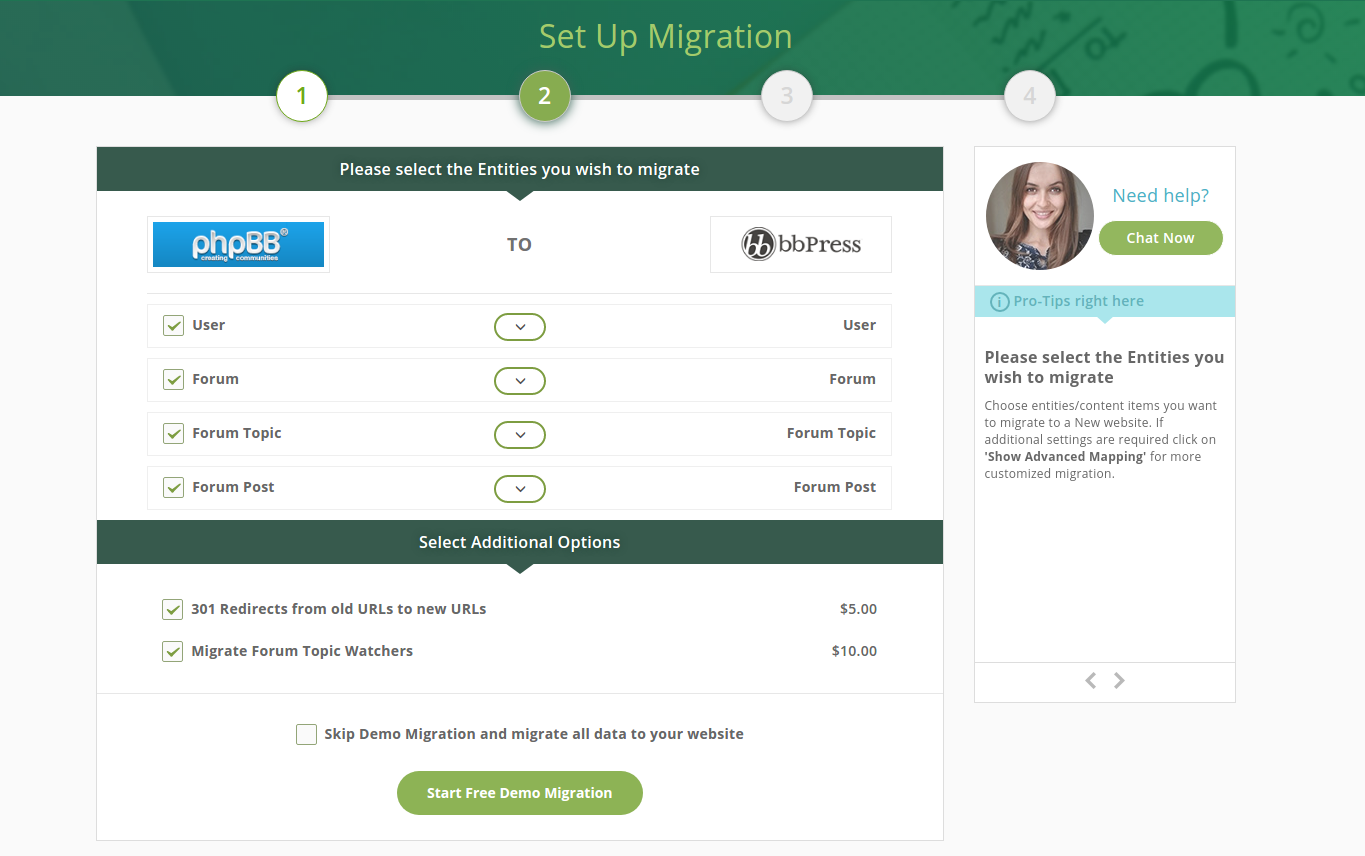 Set Up Migration
1
2
3
4
Please select the Entities you wish to migrate
phpBB®
creating communities
TO
bb bbPress
User
User
Forum
Forum
Forum Topic
Forum Topic
Forum Post
Forum Post
Select Additional Options
301 Redirects from old URLs to new URLs
$5.00
Migrate Forum Topic Watchers
$10.00
Skip Demo Migration and migrate all data to your website
Start Free Demo Migration
Need help?
Chat Now
i Pro-Tips right here
Please select the Entities you
wish to migrate
Choose entities/content items you want
to migrate to a New website. If
additional settings are required click on
'Show Advanced Mapping' for more
customized migration.